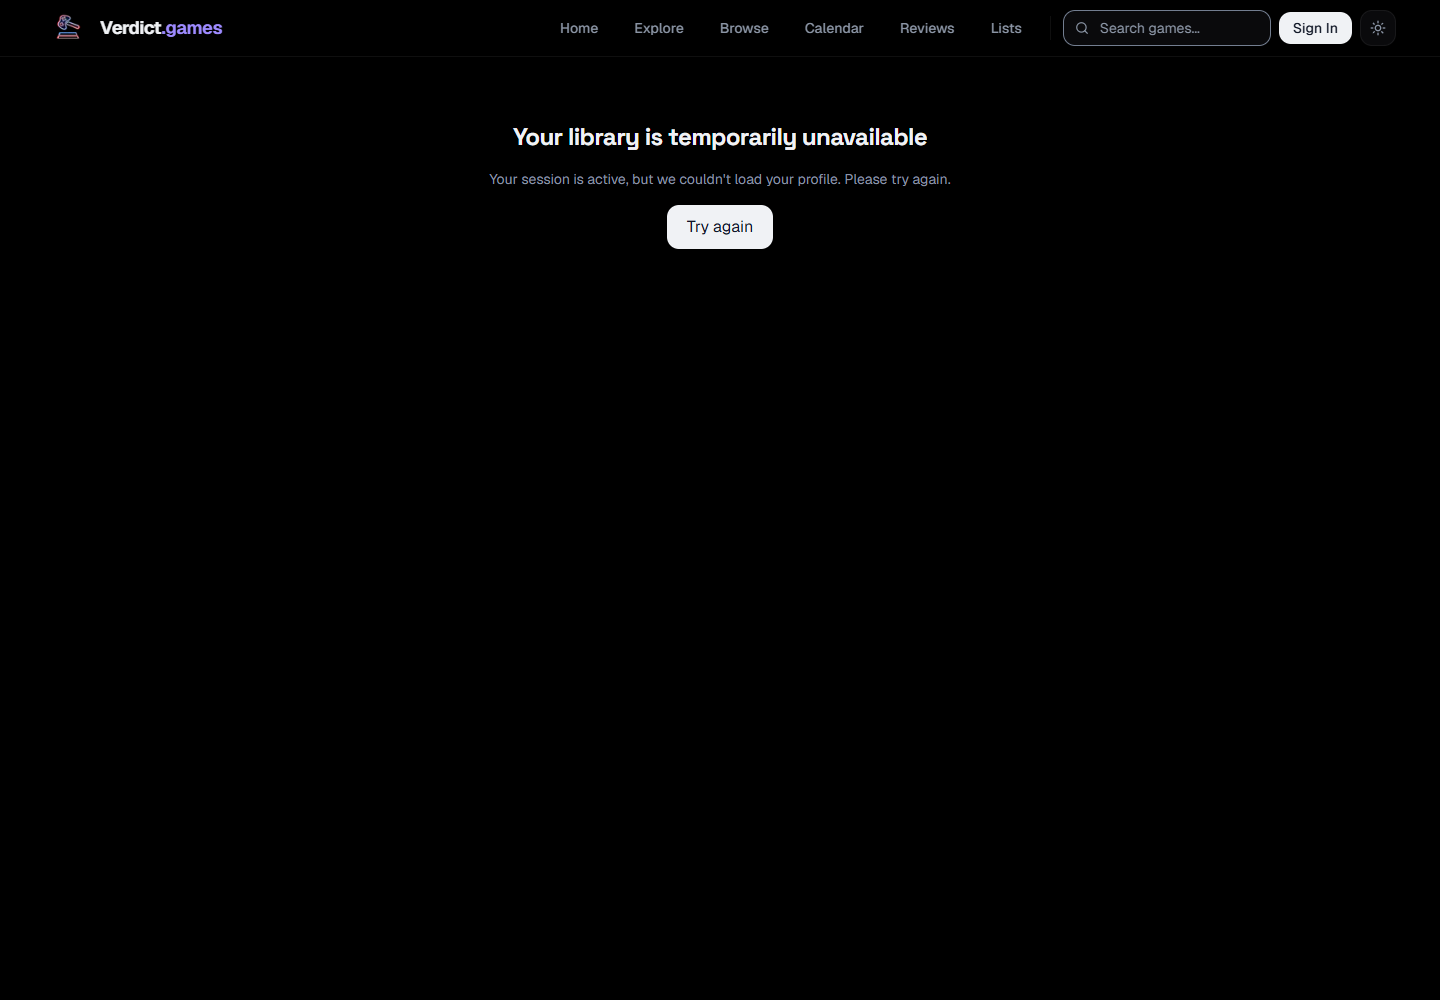 Verdict.games
Home Explore Browse Calendar Reviews Lists Search games... Sign In
Your library is temporarily unavailable
Your session is active, but we couldn't load your profile. Please try again.
Try again